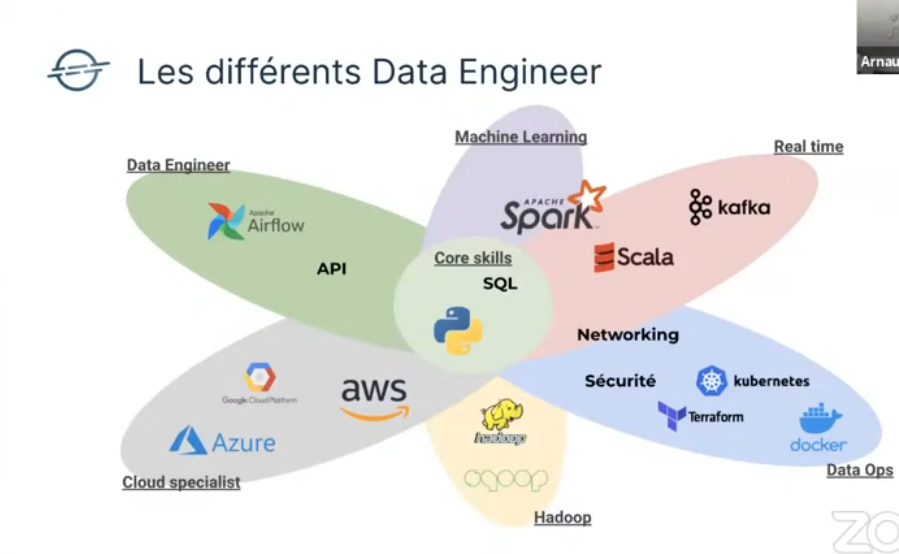 Les différents Data Engineer
Arnau
Machine Learning
Real time
Data Engineer
APACHE
Spark
kafka
Apache
Airflow
Scala
Core skills
API
SQL
Networking
Sécurité
kubernetes
aws
Google Cloud Platform
Terraform
hadoop
Azure
docker
sqoop
Data Ops
Cloud specialist
Hadoop
ZO